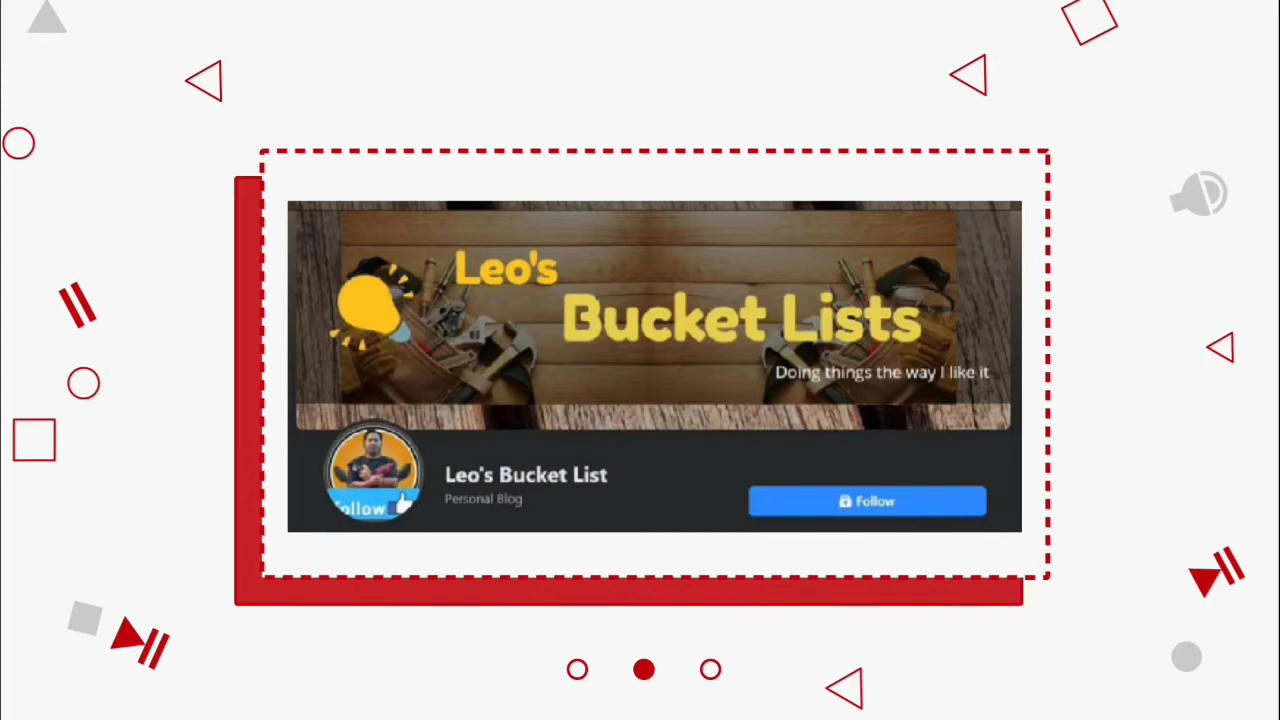 Leo's
Bucket Lists
Doing things the way I like it
Follow
Leo's Bucket List
Personal Blog
Follow